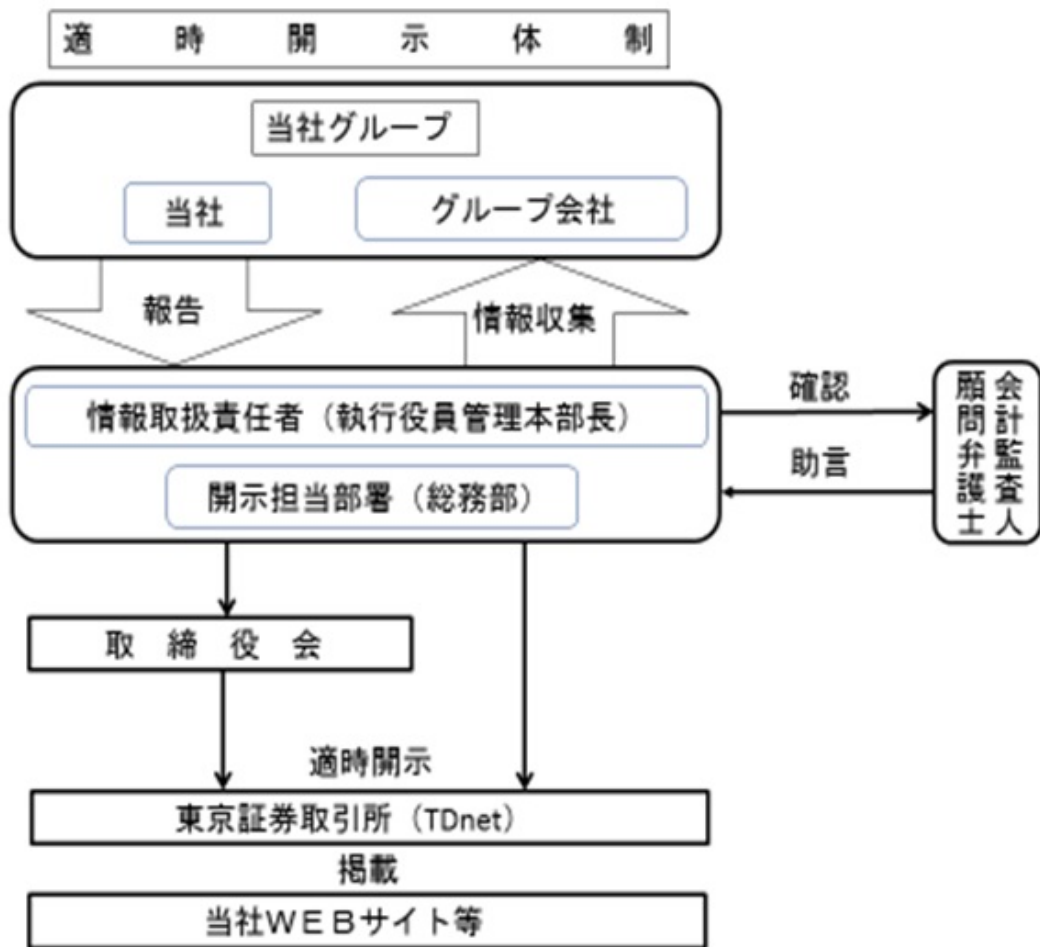 適時開示体制
当社グループ
当社
グループ会社
報告
情報収集
情報取扱責任者（執行役員管理本部長）
開示担当部署（総務部）
確認
助言
会計監査人
顧問弁護士
取締役会
適時開示
東京証券取引所（TDnet）
掲載
当社ＷＥＢサイト等